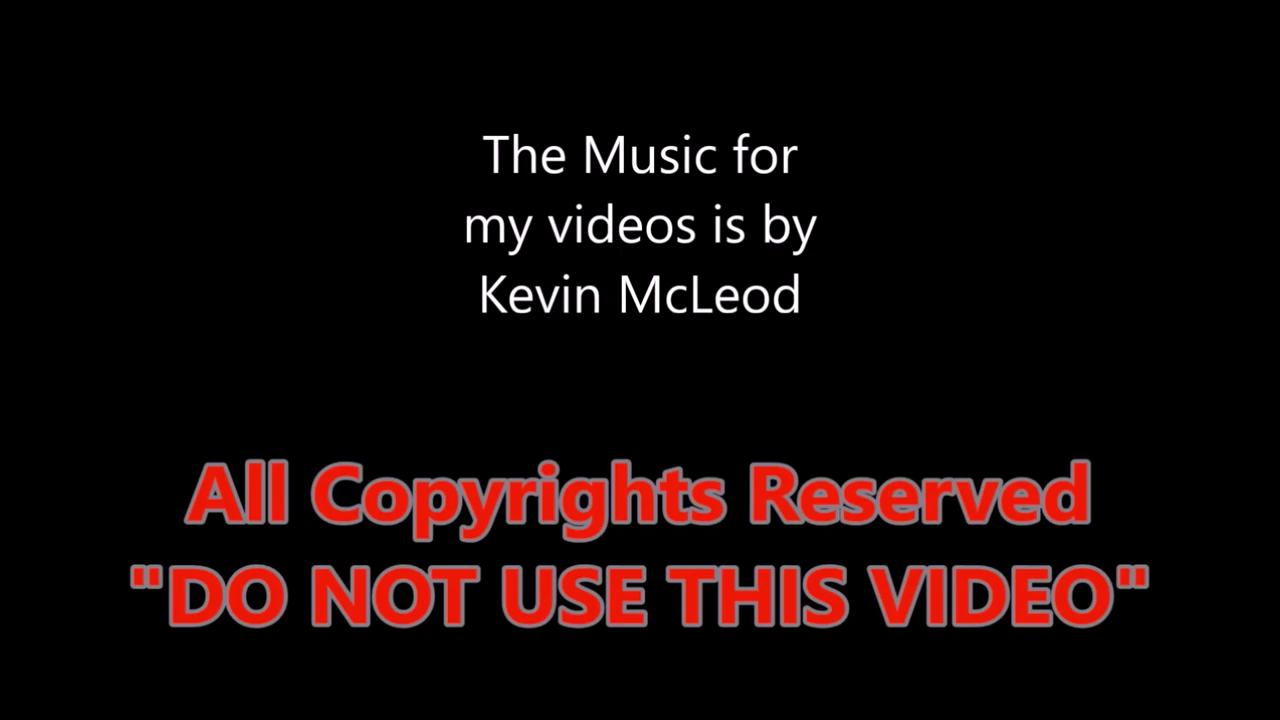 The Music for
my videos is by
Kevin McLeod
All Copyrights Reserved
"DO NOT USE THIS VIDEO"